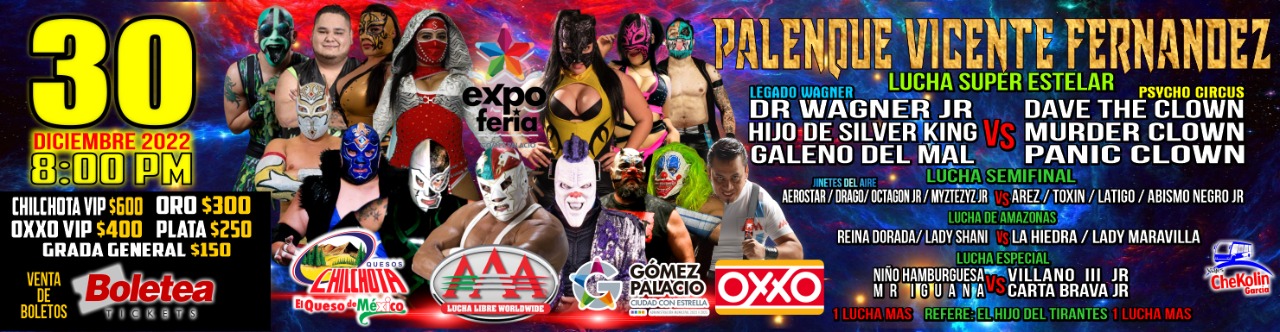 30
DICIEMBRE 2022
8:00 PM
CHILCHOTA VIP $600 ORO $300
OXXO VIP $400 PLATA $250
GRADA GENERAL $150
VENTA
DE
BOLETOS
Boletea
TICKETS
expo
feria
QUESOS
CHILCHOTA
El Queso de México
AAA
LUCHA LIBRE WORLDWIDE
GÓMEZ
PALACIO
CIUDAD CON ESTRELLA
OXXO
PALENQUE VICENTE FERNANDEZ
LUCHA SUPER ESTELAR
LEGADO WAGNER PSYCHO CIRCUS
DR WAGNER JR DAVE THE CLOWN
HIJO DE SILVER KING VS MURDER CLOWN
GALENO DEL MAL PANIC CLOWN
LUCHA SEMIFINAL
JINETES DEL AIRE
AEROSTAR / DRAGO/ OCTAGON JR / MYZTEZYZ JR VS AREZ / TOXIN / LATIGO / ABISMO NEGRO JR
LUCHA DE AMAZONAS
REINA DORADA/ LADY SHANI VS LA HIEDRA / LADY MARAVILLA
LUCHA ESPECIAL
NIÑO HAMBURGUESA VS VILLANO III JR
MR IGUANA CARTA BRAVA JR
1 LUCHA MAS REFERE: EL HIJO DEL TIRANTES 1 LUCHA MAS
CheKolin
Garcia